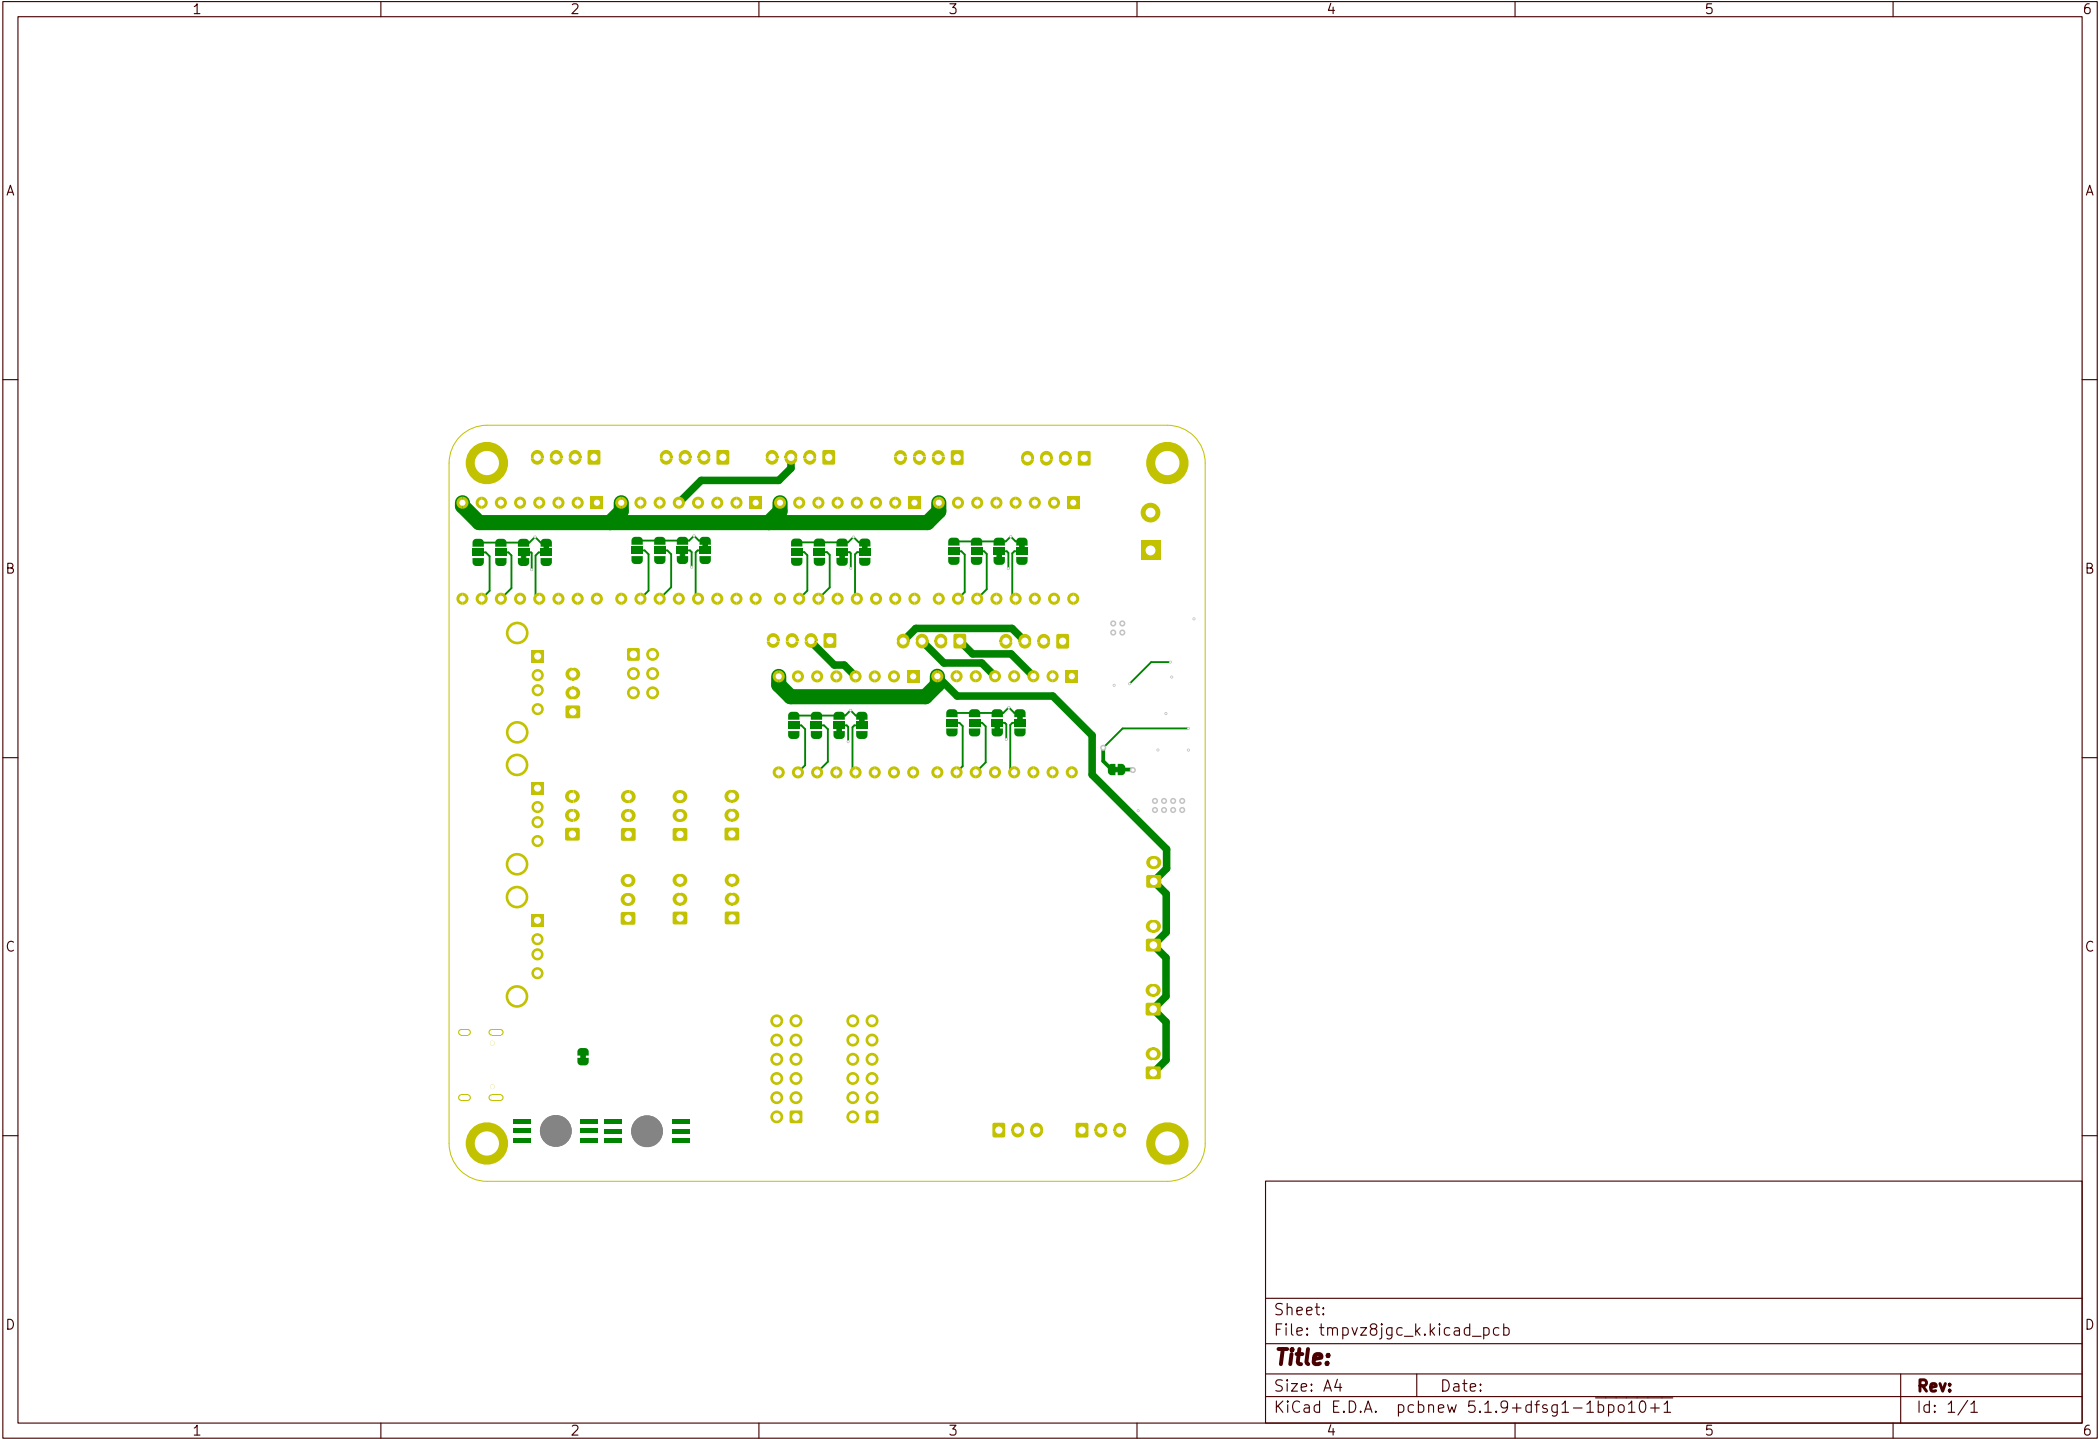 1 2 3 4 5 6
A A
B B
C C
D D
Sheet:
File: tmpvz8jgc_k.kicad_pcb
Title:
Size: A4 Date: Rev:
KiCad E.D.A. pcbnew 5.1.9+dfsg1-1bpo10+1 Id: 1/1
1 2 3 4 5 6